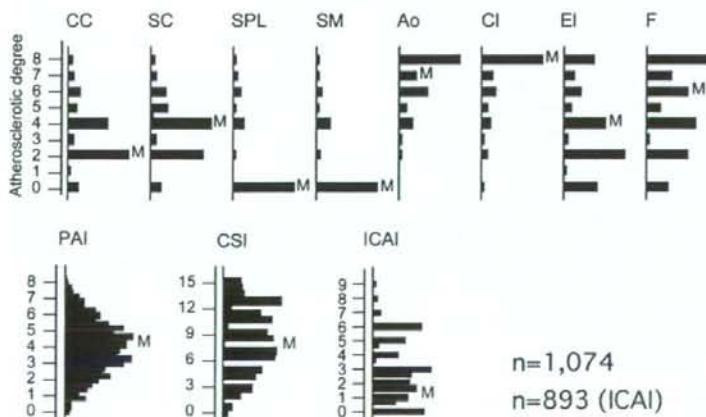 CC SC SPL SM Ao CI EI F
Atherosclerotic degree
8 M
7 M
6 M
5
4 M M
3
2 M
1
0 M M
PAI CSI ICAI
8 15 9
7 8
6 12 7
5 6
4 M 9 M 5
3 6 4
2 3 3
1 2
0 0 1 M
0
n=1,074
n=893 (ICAI)